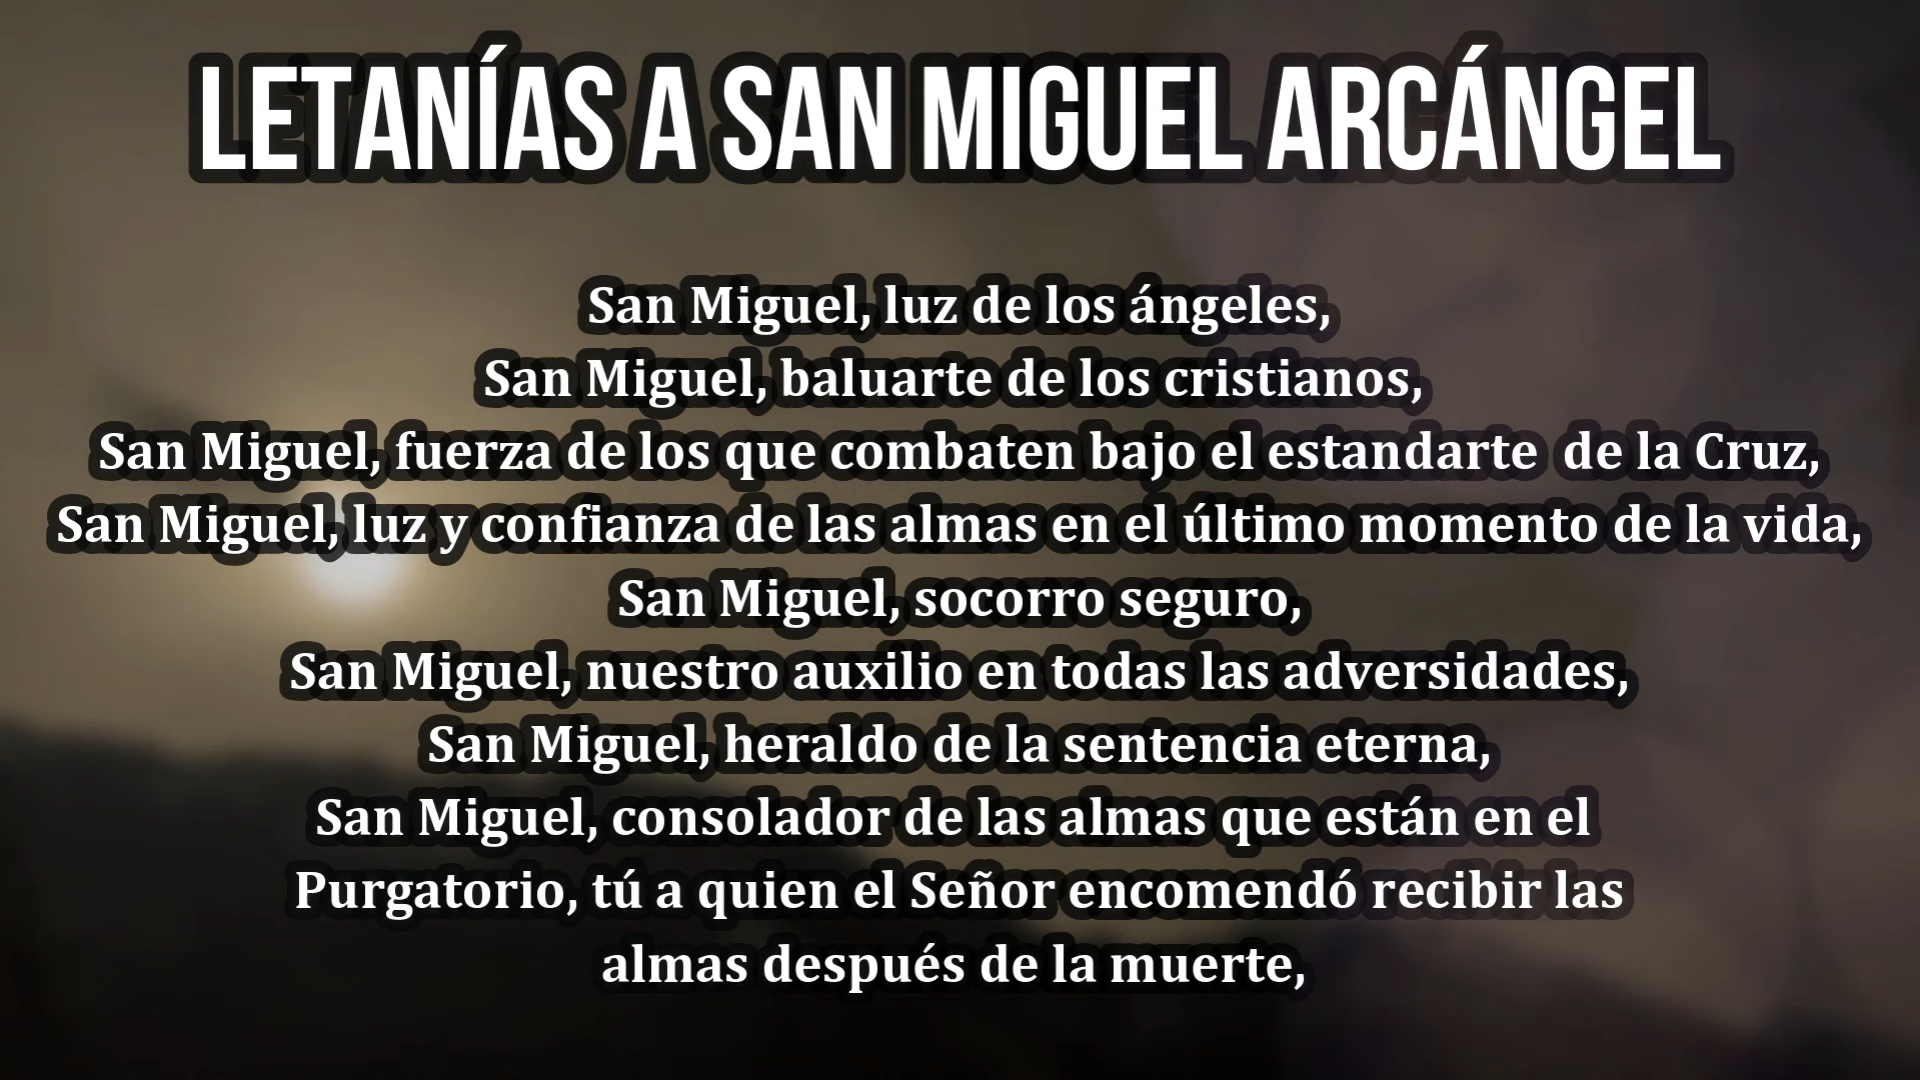 LETANÍAS A SAN MIGUEL ARCÁNGEL
San Miguel, luz de los ángeles,
San Miguel, baluarte de los cristianos,
San Miguel, fuerza de los que combaten bajo el estandarte  de la Cruz,
San Miguel, luz y confianza de las almas en el último momento de la vida,
San Miguel, socorro seguro,
San Miguel, nuestro auxilio en todas las adversidades,
San Miguel, heraldo de la sentencia eterna,
San Miguel, consolador de las almas que están en el
Purgatorio, tú a quien el Señor encomendó recibir las
almas después de la muerte,